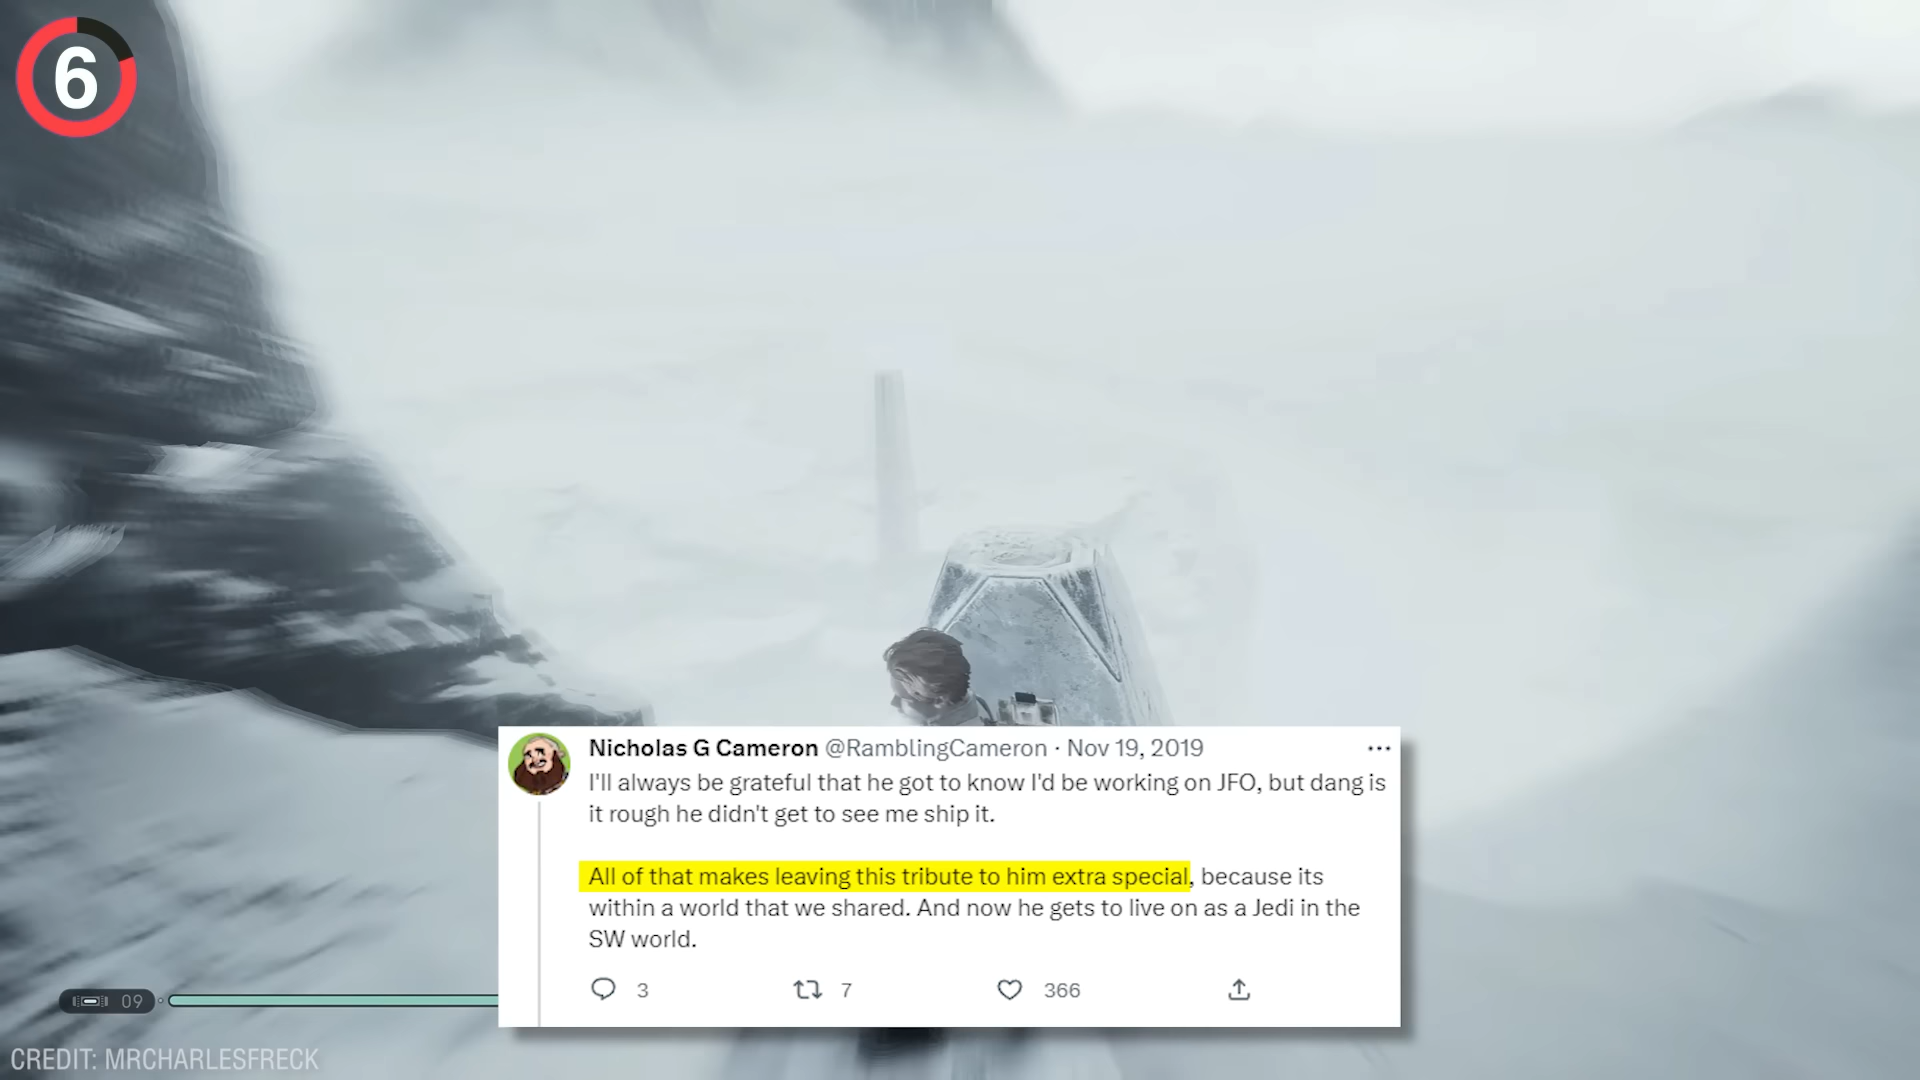 6
Nicholas G Cameron @RamblingCameron · Nov 19, 2019
I'll always be grateful that he got to know I'd be working on JFO, but dang is
it rough he didn't get to see me ship it.
All of that makes leaving this tribute to him extra special, because its
within a world that we shared. And now he gets to live on as a Jedi in the
SW world.
3 7 366
09
CREDIT: MRCHARLESFRECK